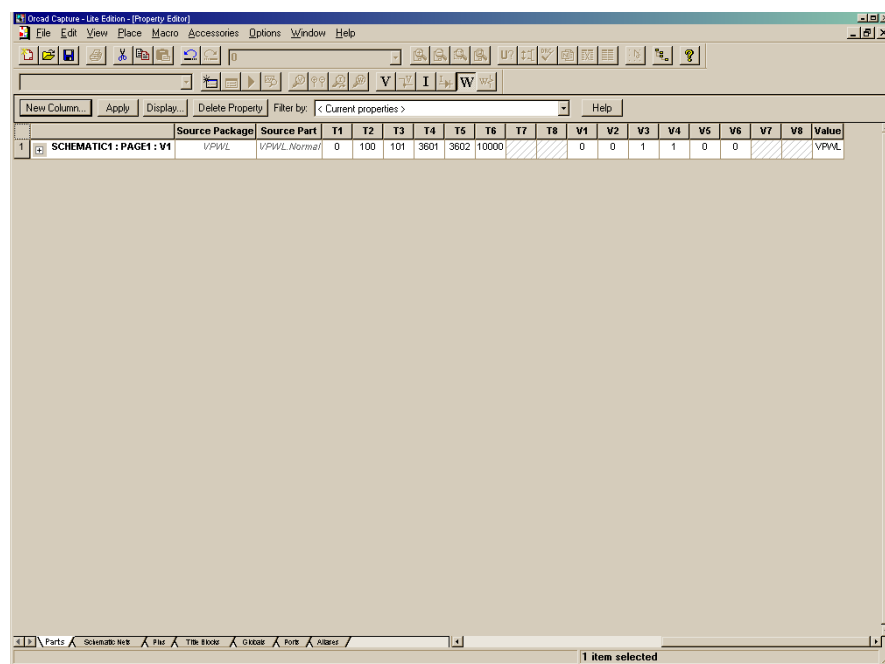 Orcad Capture - Lite Edition - [Property Editor]
File Edit View Place Macro Accessories Options Window Help
0 U?
V I W
New Column... Apply Display... Delete Property Filter by: < Current properties > Help
Source Package Source Part T1 T2 T3 T4 T5 T6 T7 T8 V1 V2 V3 V4 V5 V6 V7 V8 Value
1 SCHEMATIC1 : PAGE1 : V1 VPWL VPWL.Normal 0 100 101 3601 3602 10000 0 0 1 1 0 0 VPWL
Parts Schematic Nets Pins Title Blocks Globals Ports Aliases
1 item selected